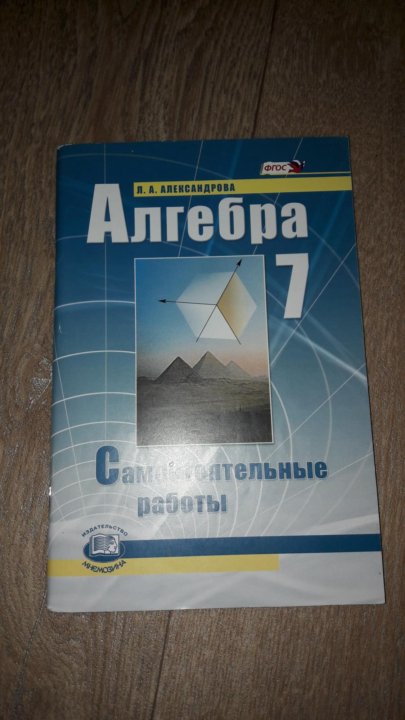 ФГОС
Л. А. АЛЕКСАНДРОВА
Алгебра
7
Самостоятельные
работы
ИЗДАТЕЛЬСТВО
МНЕМОЗИНА